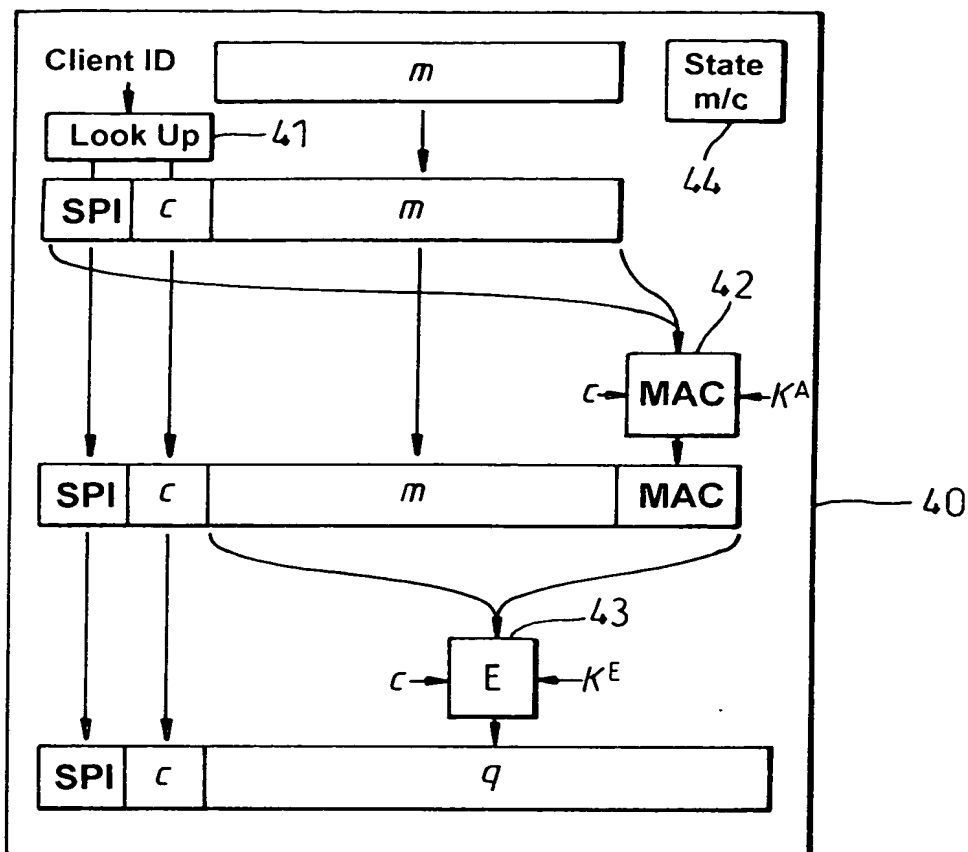 Client ID
m
State
m/c
Look Up
41
44
SPI c m
42
c MAC K^A
SPI c m MAC
40
43
c E K^E
SPI c q